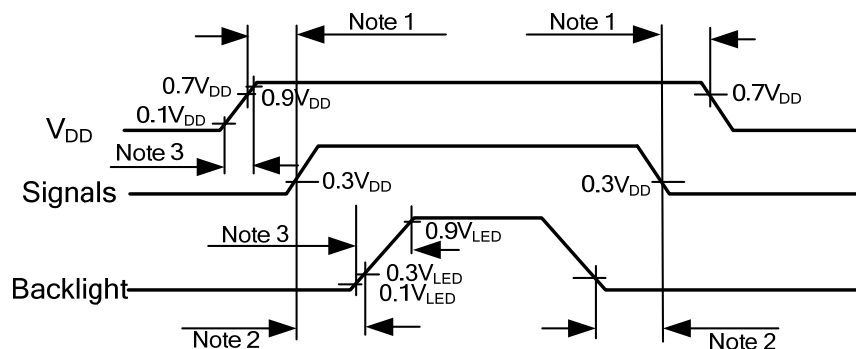 Note 1
Note 1
0.7VDD
0.9VDD
0.7VDD
0.1VDD
VDD
Note 3
0.3VDD
0.3VDD
Signals
Note 3
0.9VLED
0.3VLED
0.1VLED
Backlight
Note 2
Note 2